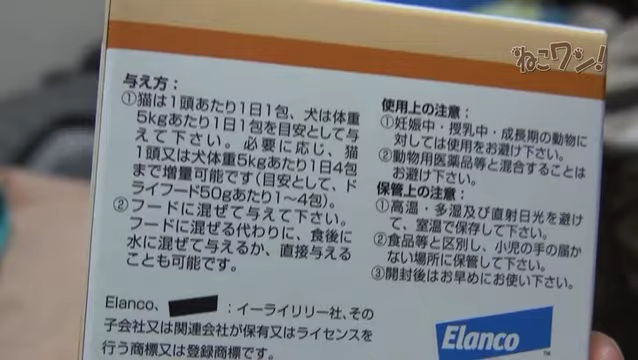 ねこワン!
与え方：
①猫は1頭あたり1日1包、犬は体重
5kgあたり1日1包を目安として与
えて下さい。必要に応じ、猫
1頭又は犬体重5kgあたり1日4包
まで増量可能です(目安として、ド
ライフード50gあたり1〜4包)。
②フードに混ぜて与えて下さい。
フードに混ぜる代わりに、食後に
水に混ぜて与えるか、直接与える
ことも可能です。
使用上の注意：
①妊娠中・授乳中・成長期の動物に
対しては使用をお避け下さい。
②動物用医薬品等と混合することは
お避け下さい。
保管上の注意：
①高温・多湿及び直射日光を避け
て、室温で保存して下さい。
②食品等と区別し、小児の手の届か
ない場所に保管して下さい。
③開封後はお早めにお使い下さい。
Elanco、　　：イーライリリー社、その
子会社又は関連会社が保有又はライセンスを
行う商標又は登録商標です。
Elanco